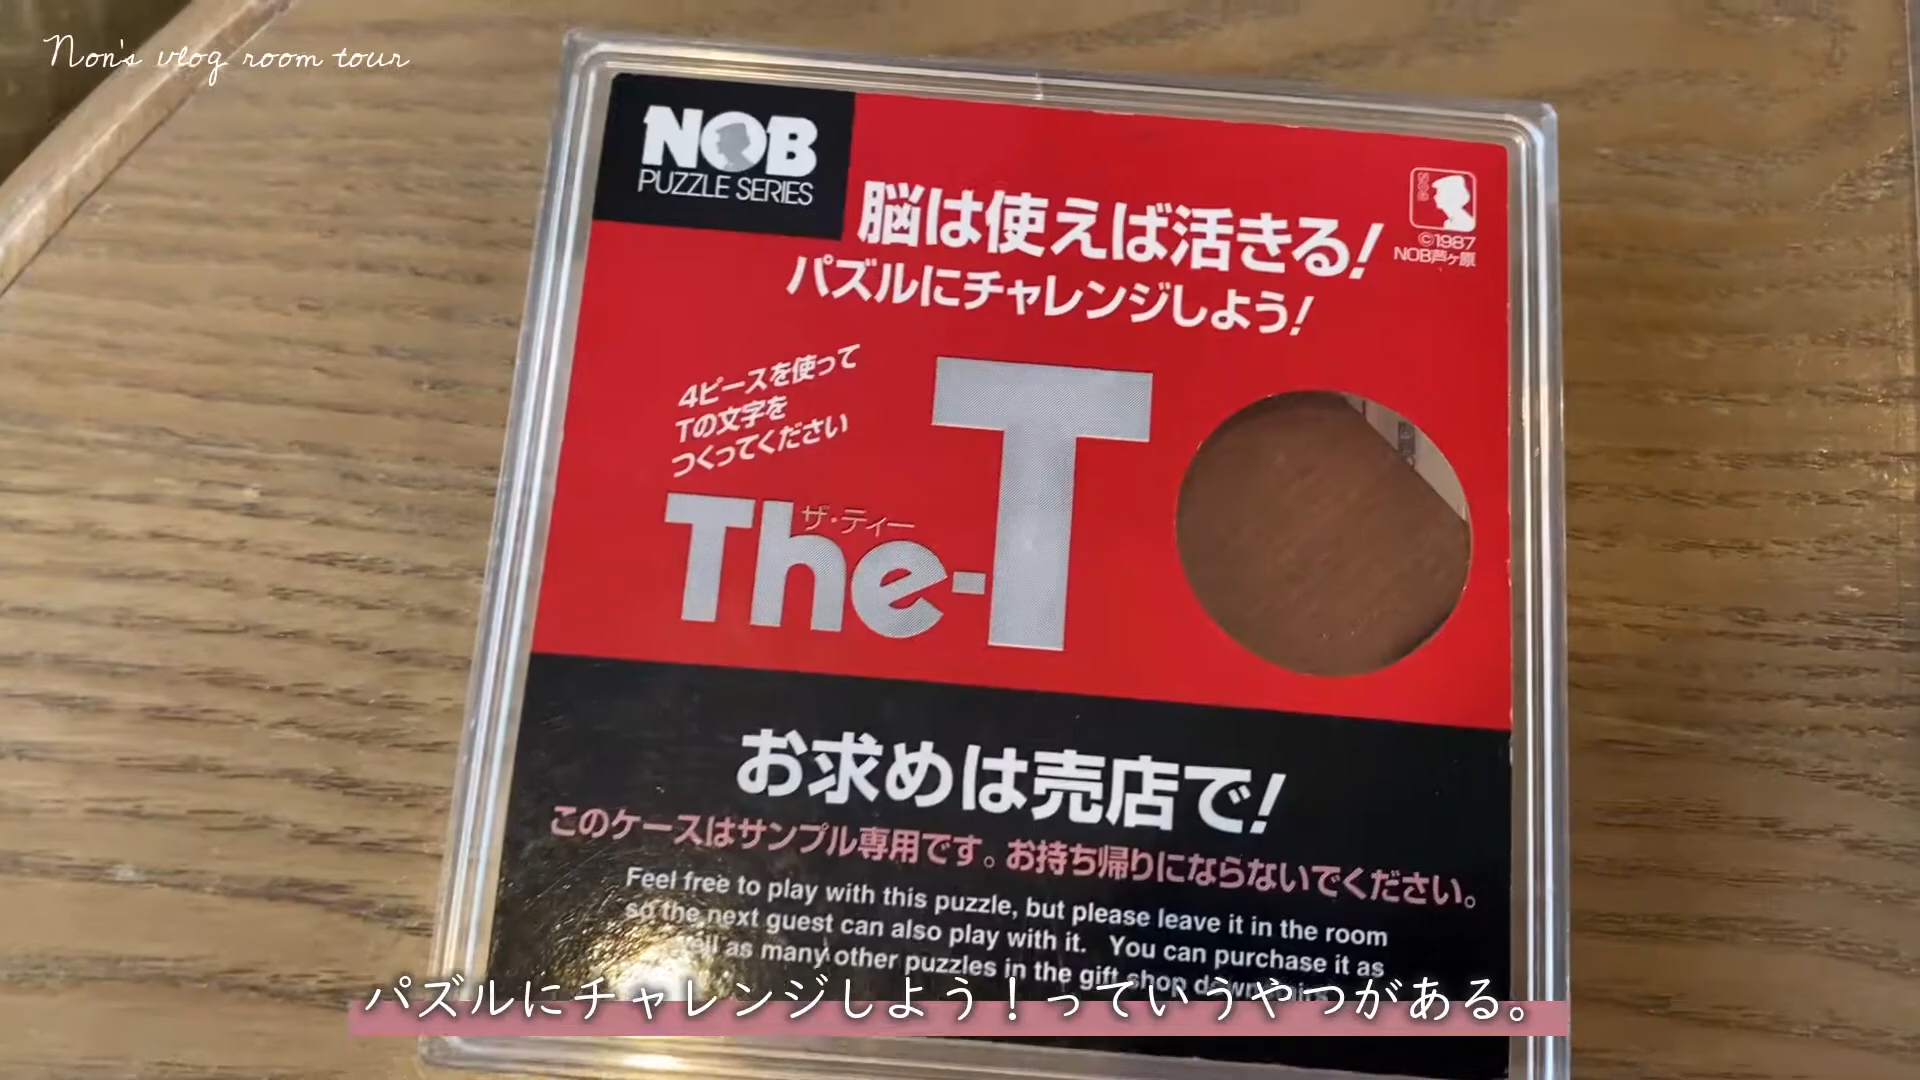 Non's vlog room tour
NOB
PUZZLE SERIES
脳は使えば活きる!
パズルにチャレンジしよう!
NOB
©1987
NOB芦ヶ原
4ピースを使って
Tの文字を
つくってください
ザ・ティー
The-T
お求めは売店で!
このケースはサンプル専用です。お持ち帰りにならないでください。
Feel free to play with this puzzle, but please leave it in the room
so the next guest can also play with it. You can purchase it as
well as many other puzzles in the gift shop downstairs.
パズルにチャレンジしよう！っていうやつがある。